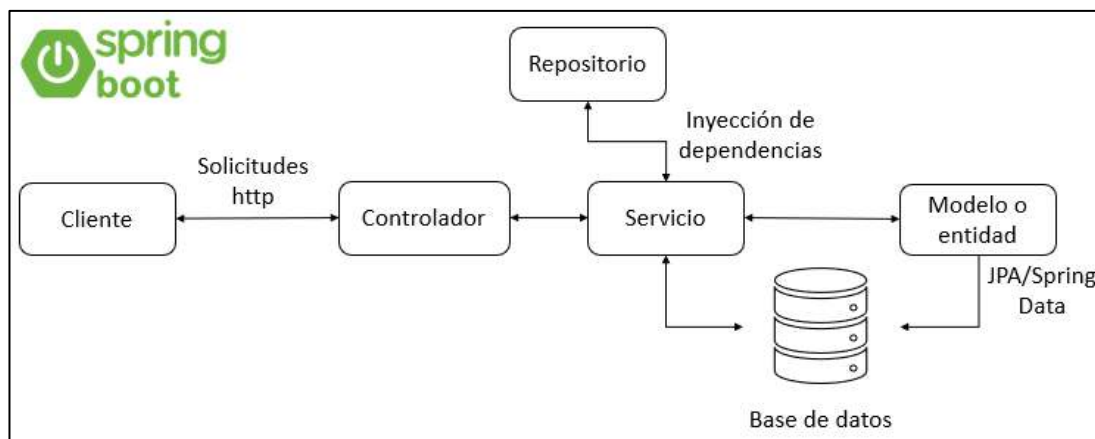 spring
boot
Repositorio
Inyección de
dependencias
Solicitudes
http
Cliente
Controlador
Servicio
Modelo o
entidad
JPA/Spring
Data
Base de datos